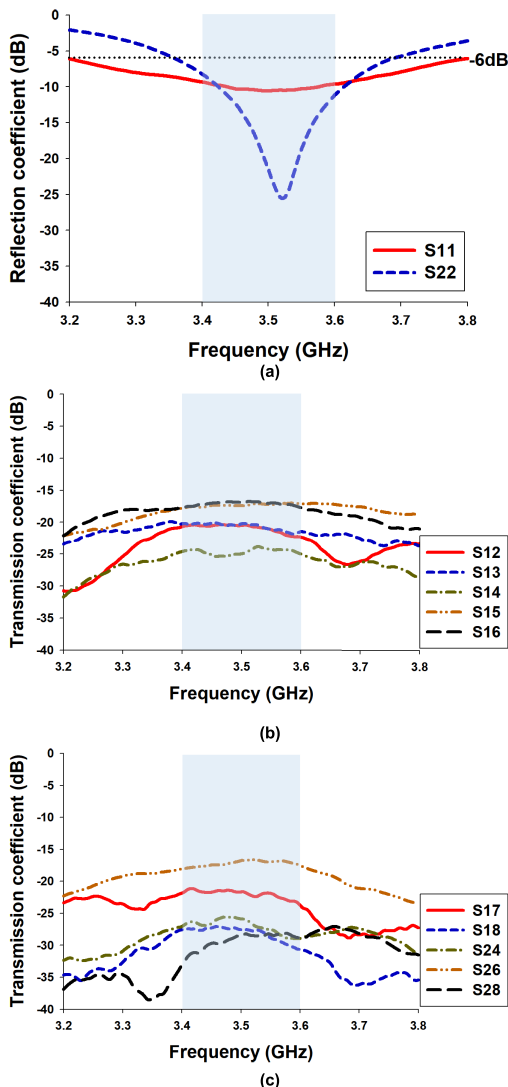 Reflection coefficient (dB)
0
-5
-10
-15
-20
-25
-30
-35
-40
-6dB
S11
S22
3.2 3.3 3.4 3.5 3.6 3.7 3.8
Frequency (GHz)
(a)
Transmission coefficient (dB)
0
-5
-10
-15
-20
-25
-30
-35
-40
S12
S13
S14
S15
S16
3.2 3.3 3.4 3.5 3.6 3.7 3.8
Frequency (GHz)
(b)
Transmission coefficient (dB)
0
-5
-10
-15
-20
-25
-30
-35
-40
S17
S18
S24
S26
S28
3.2 3.3 3.4 3.5 3.6 3.7 3.8
Frequency (GHz)
(c)